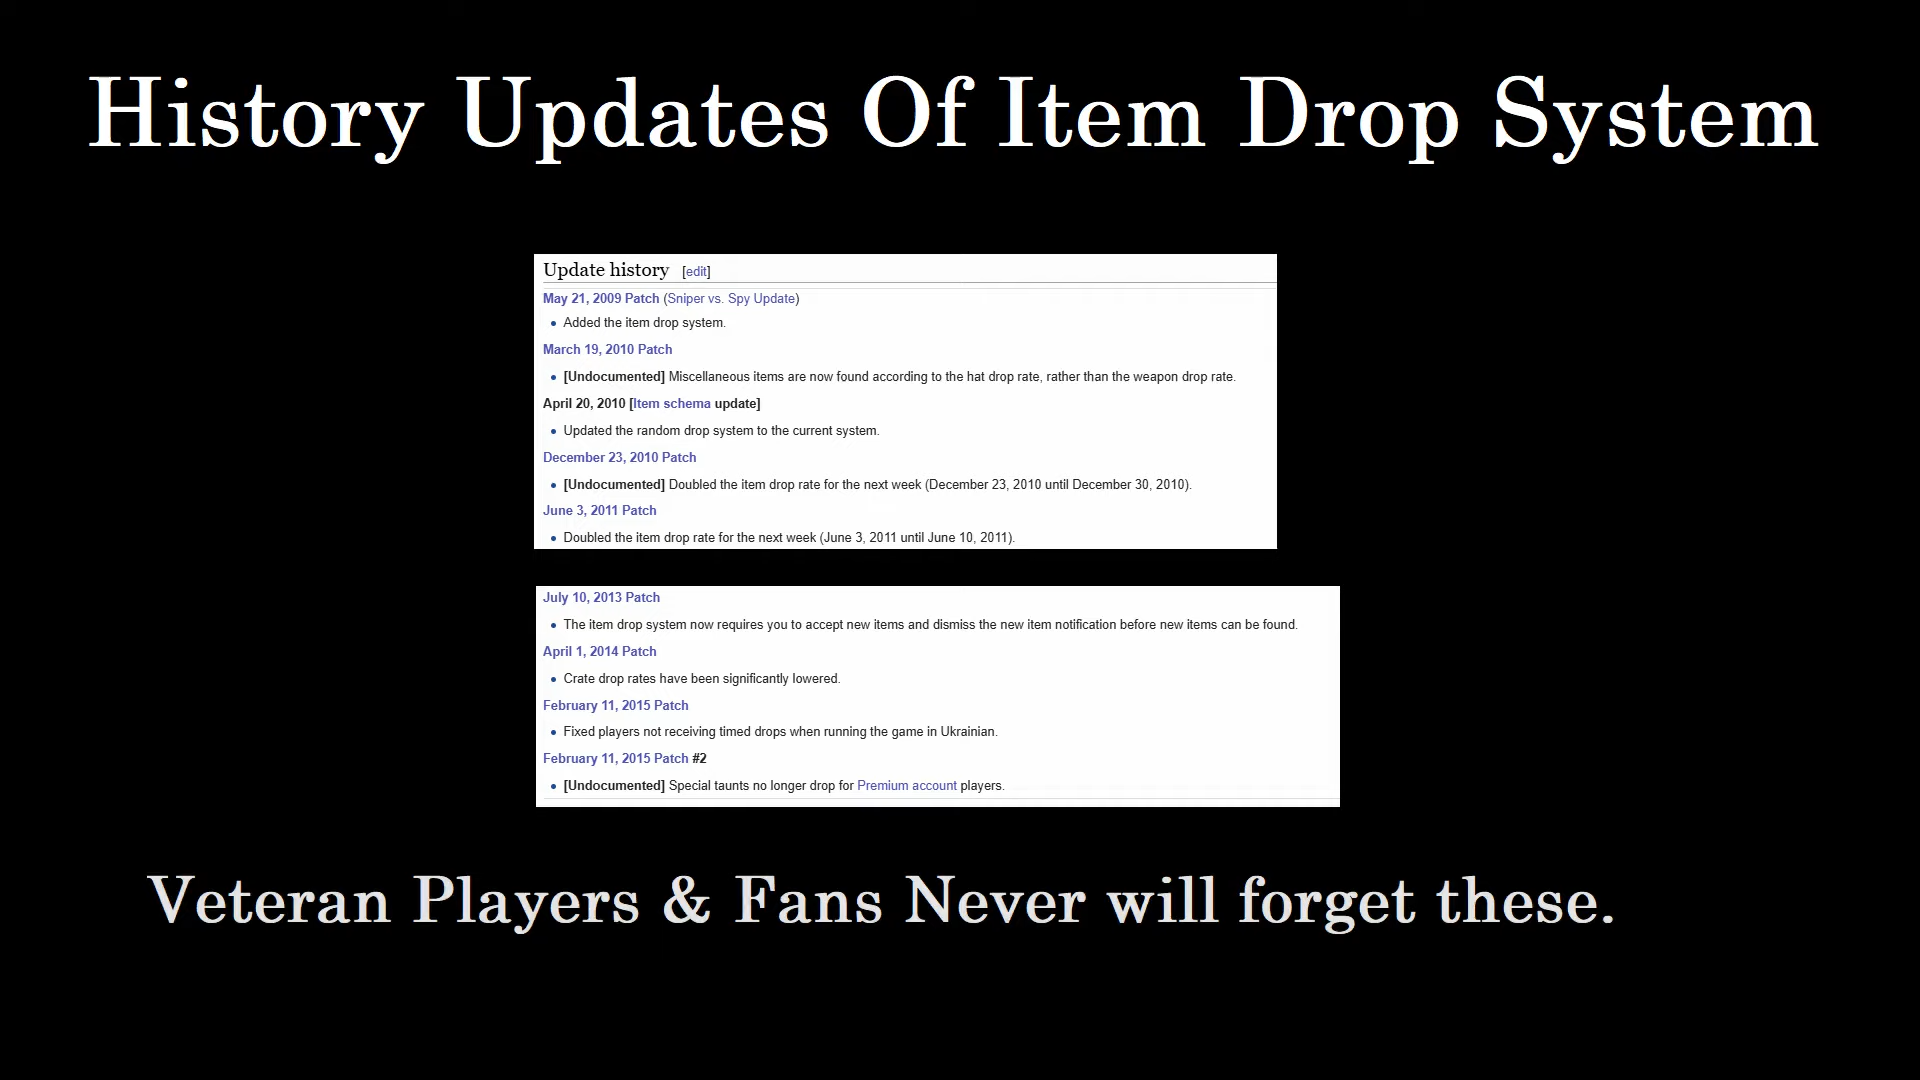 History Updates Of Item Drop System
Update history [edit]
May 21, 2009 Patch (Sniper vs. Spy Update)
• Added the item drop system.
March 19, 2010 Patch
• [Undocumented] Miscellaneous items are now found according to the hat drop rate, rather than the weapon drop rate.
April 20, 2010 [Item schema update]
• Updated the random drop system to the current system.
December 23, 2010 Patch
• [Undocumented] Doubled the item drop rate for the next week (December 23, 2010 until December 30, 2010).
June 3, 2011 Patch
• Doubled the item drop rate for the next week (June 3, 2011 until June 10, 2011).
July 10, 2013 Patch
• The item drop system now requires you to accept new items and dismiss the new item notification before new items can be found.
April 1, 2014 Patch
• Crate drop rates have been significantly lowered.
February 11, 2015 Patch
• Fixed players not receiving timed drops when running the game in Ukrainian.
February 11, 2015 Patch #2
• [Undocumented] Special taunts no longer drop for Premium account players.
Veteran Players & Fans Never will forget these.